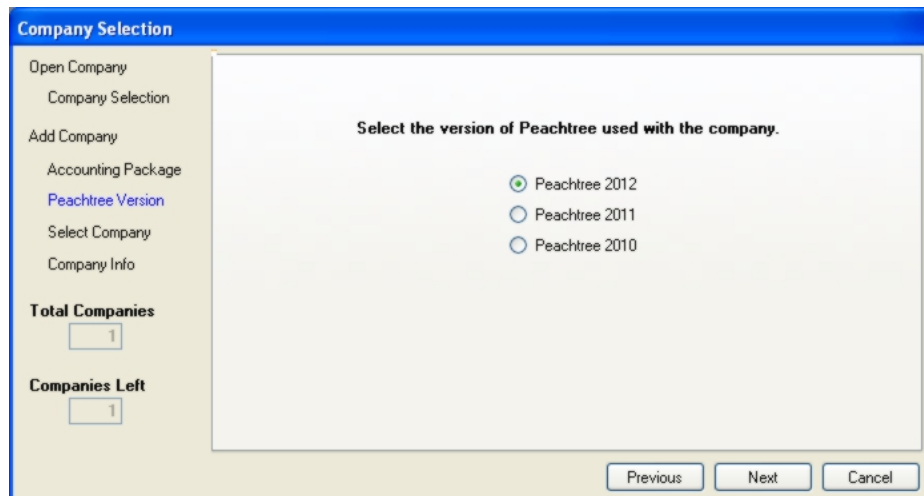 Company Selection
Open Company
Company Selection
Add Company
Accounting Package
Peachtree Version
Select Company
Company Info
Total Companies
1
Companies Left
1
Select the version of Peachtree used with the company.
Peachtree 2012
Peachtree 2011
Peachtree 2010
Previous
Next
Cancel